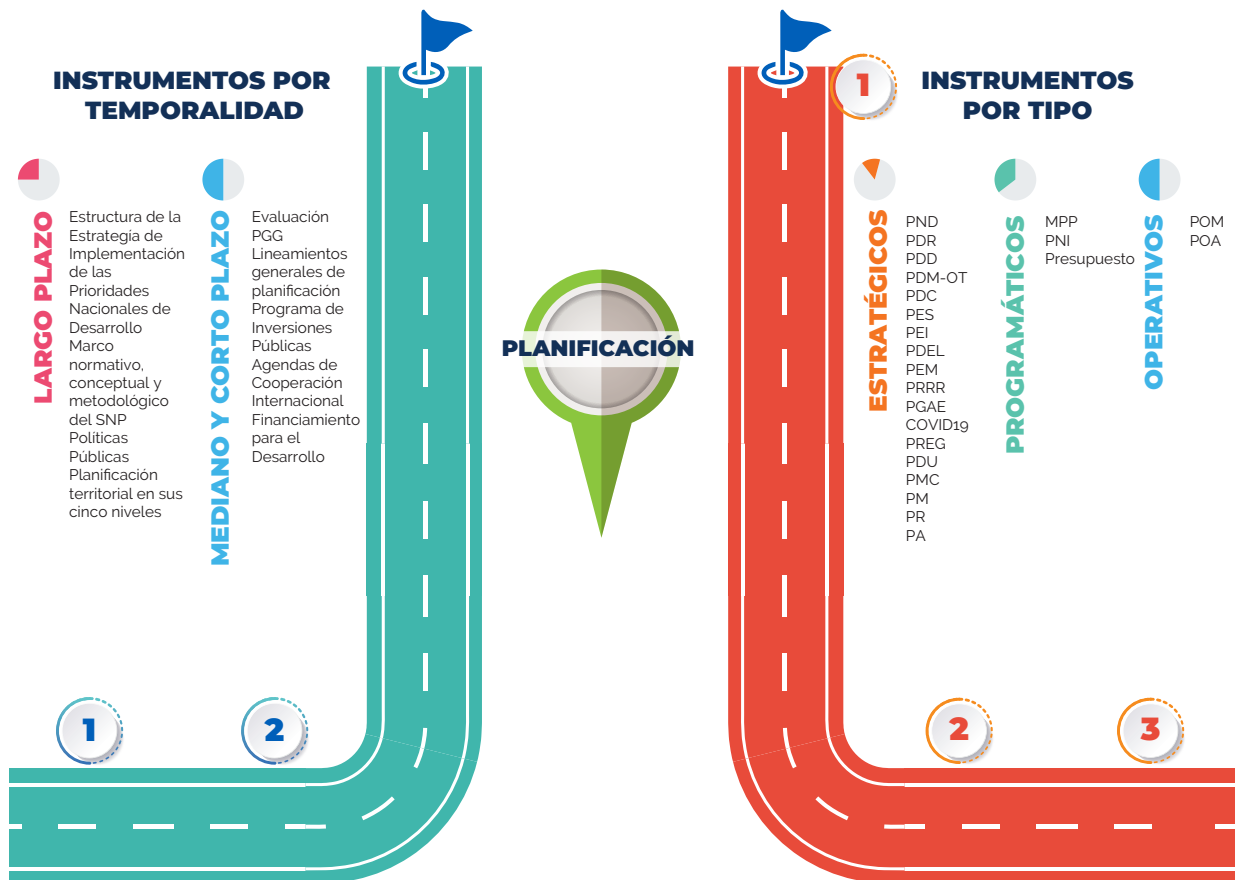 INSTRUMENTOS POR
TEMPORALIDAD
LARGO PLAZO
Estructura de la
Estrategía de
Implementación
de las
Prioridades
Nacionales de
Desarrollo
Marco
normativo,
conceptual y
metodológico
del SNP
Políticas
Públicas
Planificación
territorial en sus
cinco niveles
MEDIANO Y CORTO PLAZO
Evaluación
PGG
Lineamientos
generales de
planificación
Programa de
Inversiones
Públicas
Agendas de
Cooperación
Internacional
Financiamiento
para el
Desarrollo
1
2
PLANIFICACIÓN
1
INSTRUMENTOS
POR TIPO
ESTRATÉGICOS
PND
PDR
PDD
PDM-OT
PDC
PES
PEI
PDEL
PEM
PRRR
PGAE
COVID19
PREG
PDU
PMC
PM
PR
PA
PROGRAMÁTICOS
MPP
PNI
Presupuesto
OPERATIVOS
POM
POA
2
3